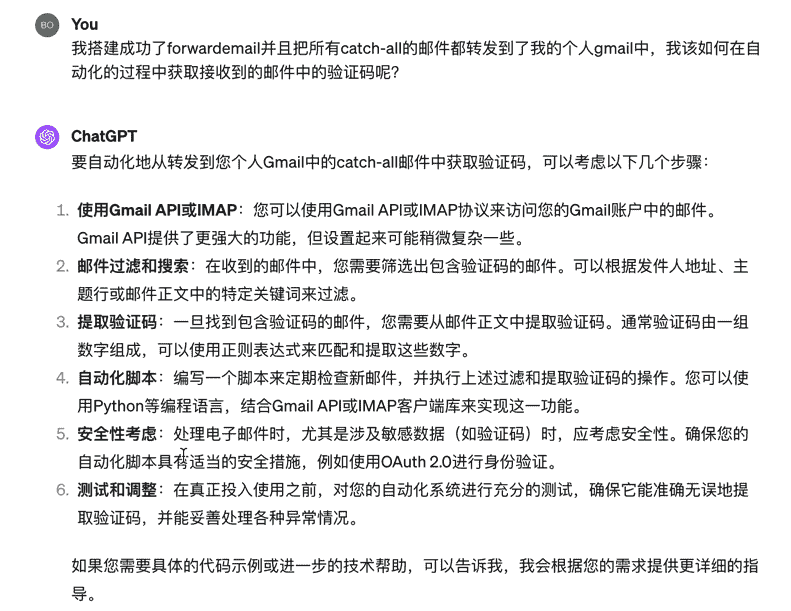 BO
You
我搭建成功了forwardemail并且把所有catch-all的邮件都转发到了我的个人gmail中，我该如何在自
动化的过程中获取接收到的邮件中的验证码呢？
ChatGPT
要自动化地从转发到您个人Gmail中的catch-all邮件中获取验证码，可以考虑以下几个步骤：
1. 使用Gmail API或IMAP：您可以使用Gmail API或IMAP协议来访问您的Gmail账户中的邮件。
Gmail API提供了更强大的功能，但设置起来可能稍微复杂一些。
2. 邮件过滤和搜索：在收到的邮件中，您需要筛选出包含验证码的邮件。可以根据发件人地址、主
题行或邮件正文中的特定关键词来过滤。
3. 提取验证码：一旦找到包含验证码的邮件，您需要从邮件正文中提取验证码。通常验证码由一组
数字组成，可以使用正则表达式来匹配和提取这些数字。
4. 自动化脚本：编写一个脚本来定期检查新邮件，并执行上述过滤和提取验证码的操作。您可以使
用Python等编程语言，结合Gmail API或IMAP客户端库来实现这一功能。
5. 安全性考虑：处理电子邮件时，尤其是涉及敏感数据（如验证码）时，应考虑安全性。确保您的
自动化脚本具有适当的安全措施，例如使用OAuth 2.0进行身份验证。
6. 测试和调整：在真正投入使用之前，对您的自动化系统进行充分的测试，确保它能准确无误地提
取验证码，并能妥善处理各种异常情况。
如果您需要具体的代码示例或进一步的技术帮助，可以告诉我，我会根据您的需求提供更详细的指
导。